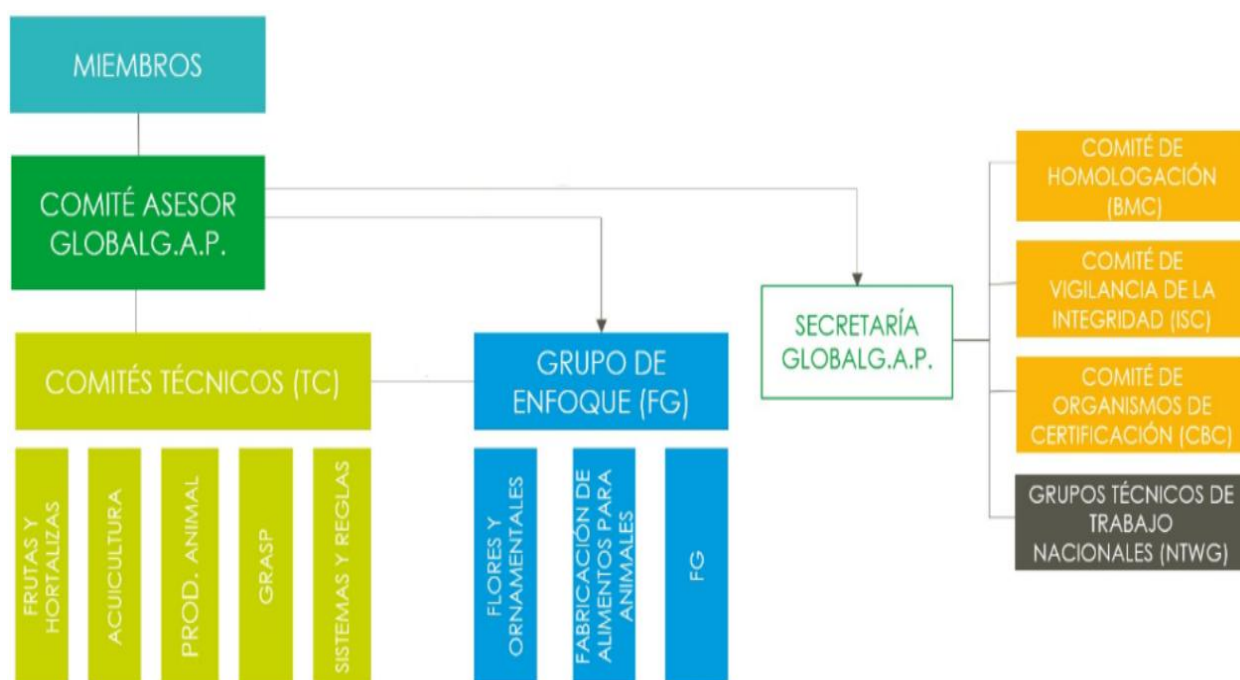 MIEMBROS
COMITÉ ASESOR
GLOBALG.A.P.
COMITÉS TÉCNICOS (TC)
FRUTAS Y
HORTALIZAS
ACUICULTURA
PROD. ANIMAL
GRASP
SISTEMAS Y REGLAS
GRUPO DE
ENFOQUE (FG)
FLORES Y
ORNAMENTALES
FABRICACIÓN DE
ALIMENTOS PARA
ANIMALES
FG
SECRETARÍA
GLOBALG.A.P.
COMITÉ DE
HOMOLOGACIÓN
(BMC)
COMITÉ DE
VIGILANCIA DE LA
INTEGRIDAD (ISC)
COMITÉ DE
ORGANISMOS DE
CERTIFICACIÓN (CBC)
GRUPOS TÉCNICOS DE
TRABAJO
NACIONALES (NTWG)